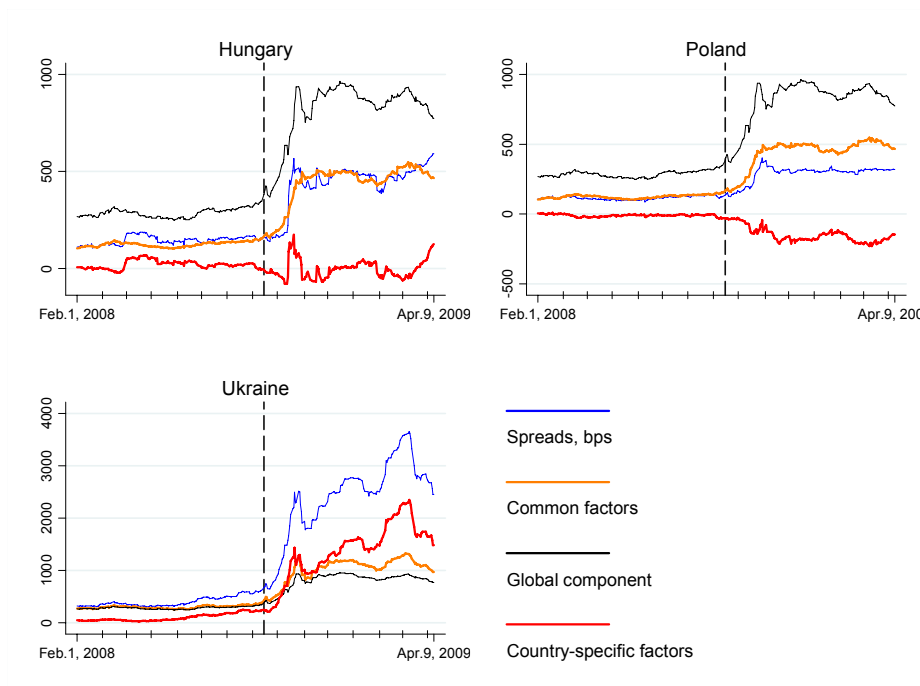 Hungary
1000
500
0
Feb.1, 2008
Apr.9, 2009
Poland
1000
500
0
-500
Feb.1, 2008
Apr.9, 200
Ukraine
4000
3000
2000
1000
0
Feb.1, 2008
Apr.9, 2009
Spreads, bps
Common factors
Global component
Country-specific factors